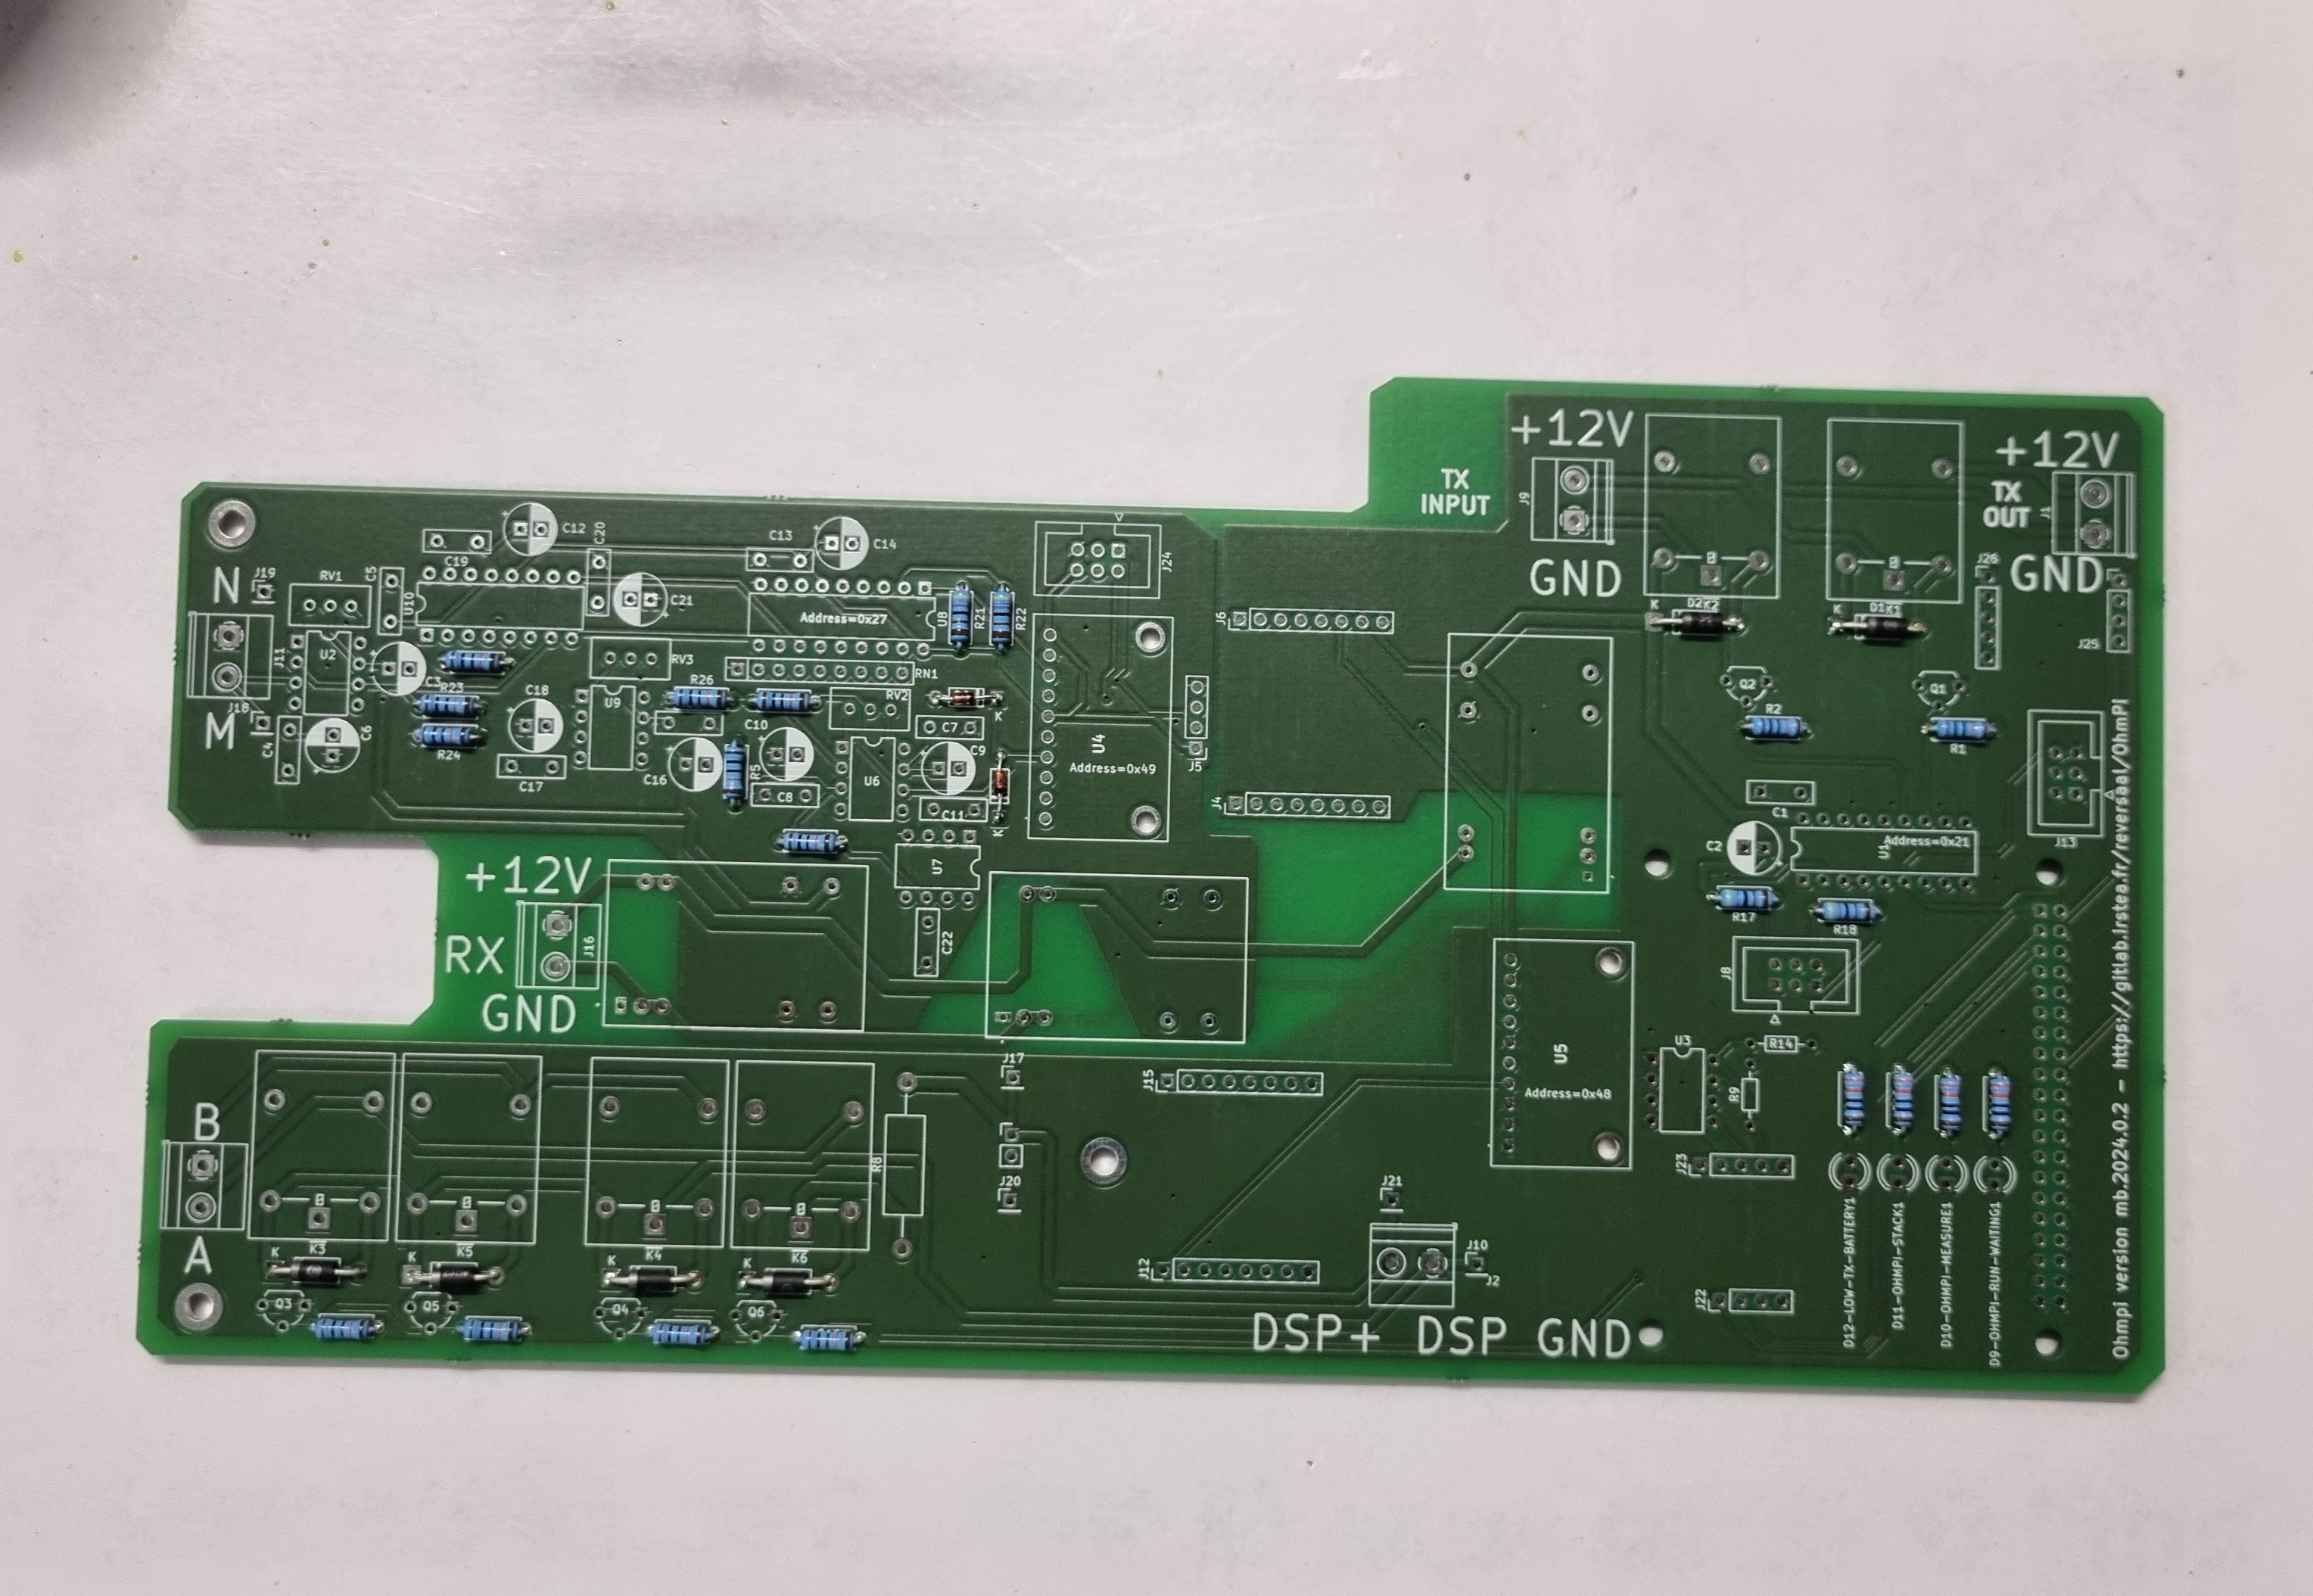 +12V
+12V
TX
INPUT
J9
TX
OUT
J1
GND
GND
J26
J25
D2
K2
K
D1
K1
K
Q2
Q1
R2
R1
J13
C1
C2
U1
Address=0x21
R17
R18
J8
U3
R14
R9
J23
J22
N
J19
M
J18
J11
RV1
C5
U10
C19
C12
C20
C21
C13
C14
Address=0x27
U8
R21
R22
J24
J6
U2
C3
R23
R24
C4
C6
C18
C17
U9
RV3
R26
RN1
RV2
K
C10
C7
C9
C16
R5
C8
U6
C11
K
U4
Address=0x49
J5
J4
U7
C22
+12V
RX
J16
GND
B
A
K
K3
K
K5
K
K4
K
K6
Q3
Q5
Q4
Q6
R8
J17
J20
J15
J12
J21
J10
J2
U5
Address=0x48
DSP+ DSP GND
D12-LOW-TX-BATTERY1
D11-OHMPI-STACK1
D10-OHMPI-MEASURE1
D9-OHMPI-RUN-WAITING1
Ohmpi version mb.2024.02 - https://gitlab.irstea.fr/reversaal/OhmPi